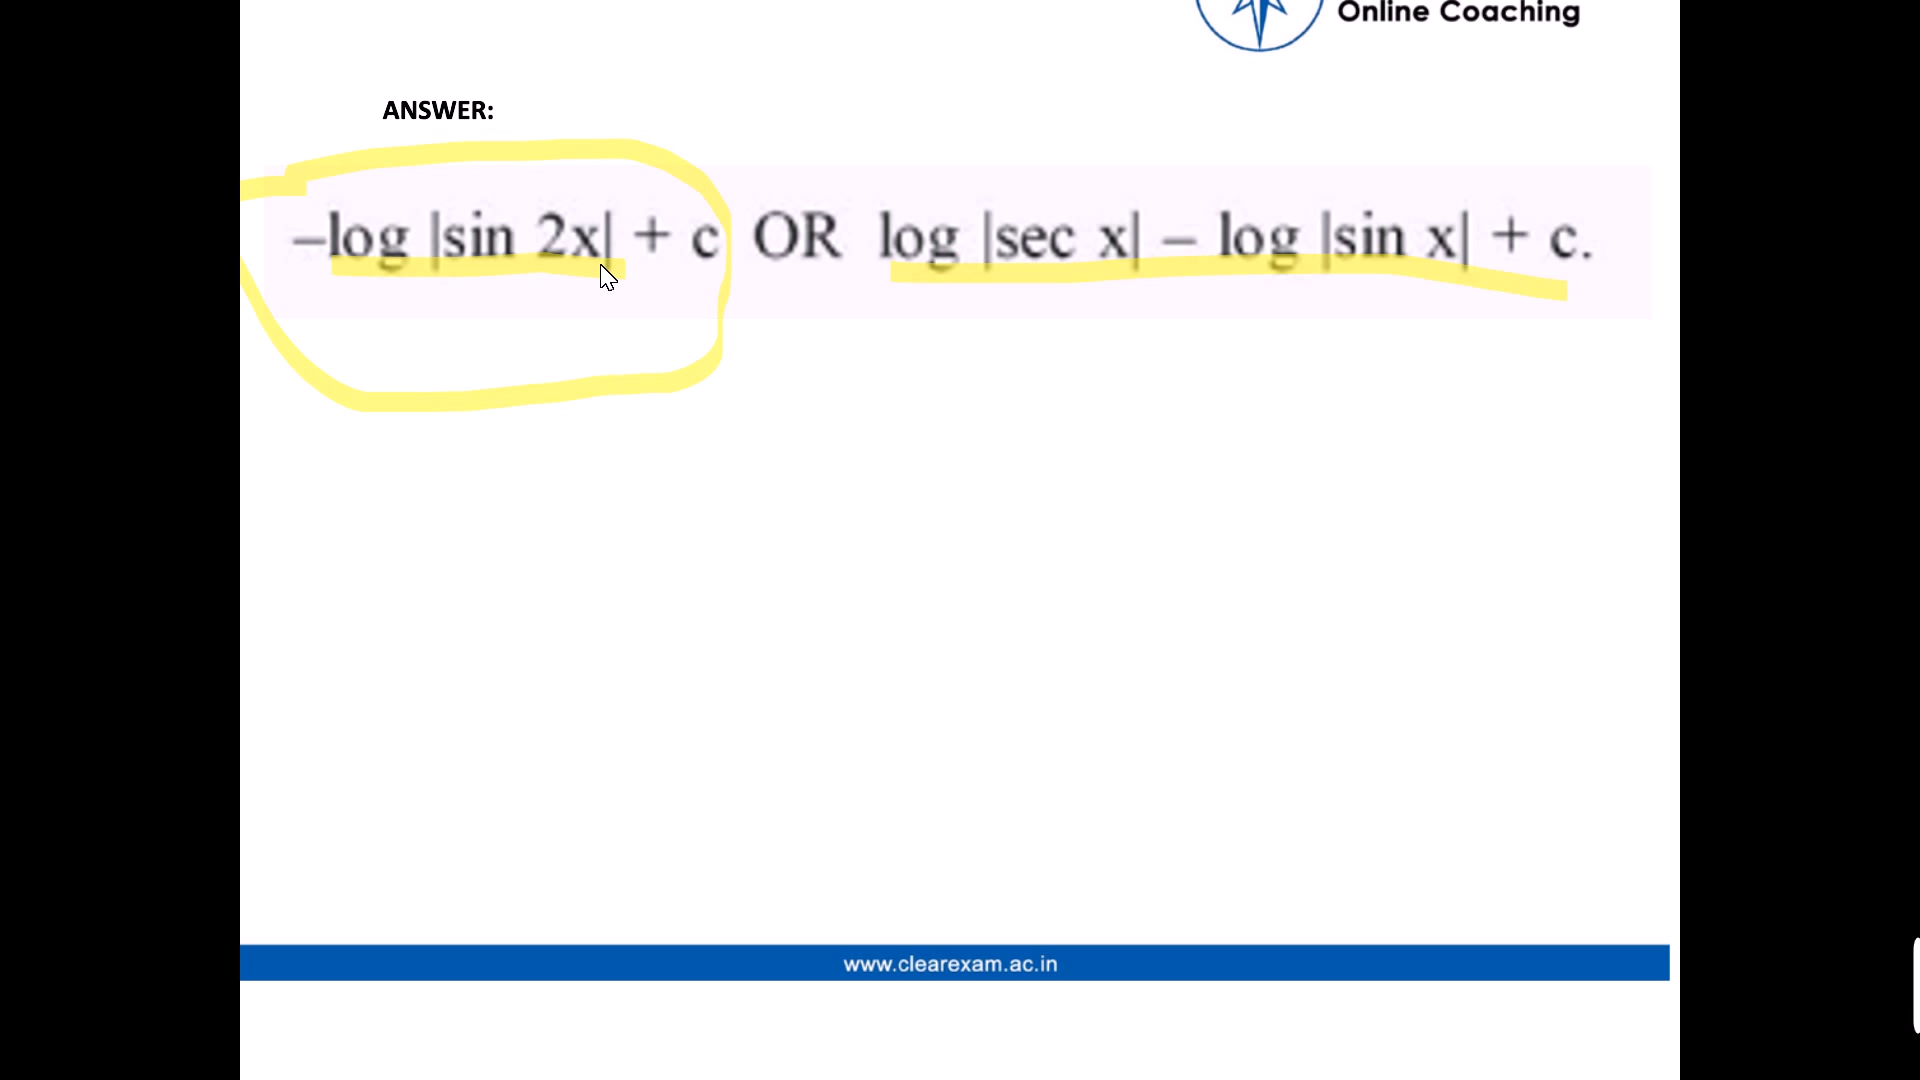 Online Coaching
ANSWER:
–log |sin 2x| + c OR log |sec x| – log |sin x| + c.
www.clearexam.ac.in